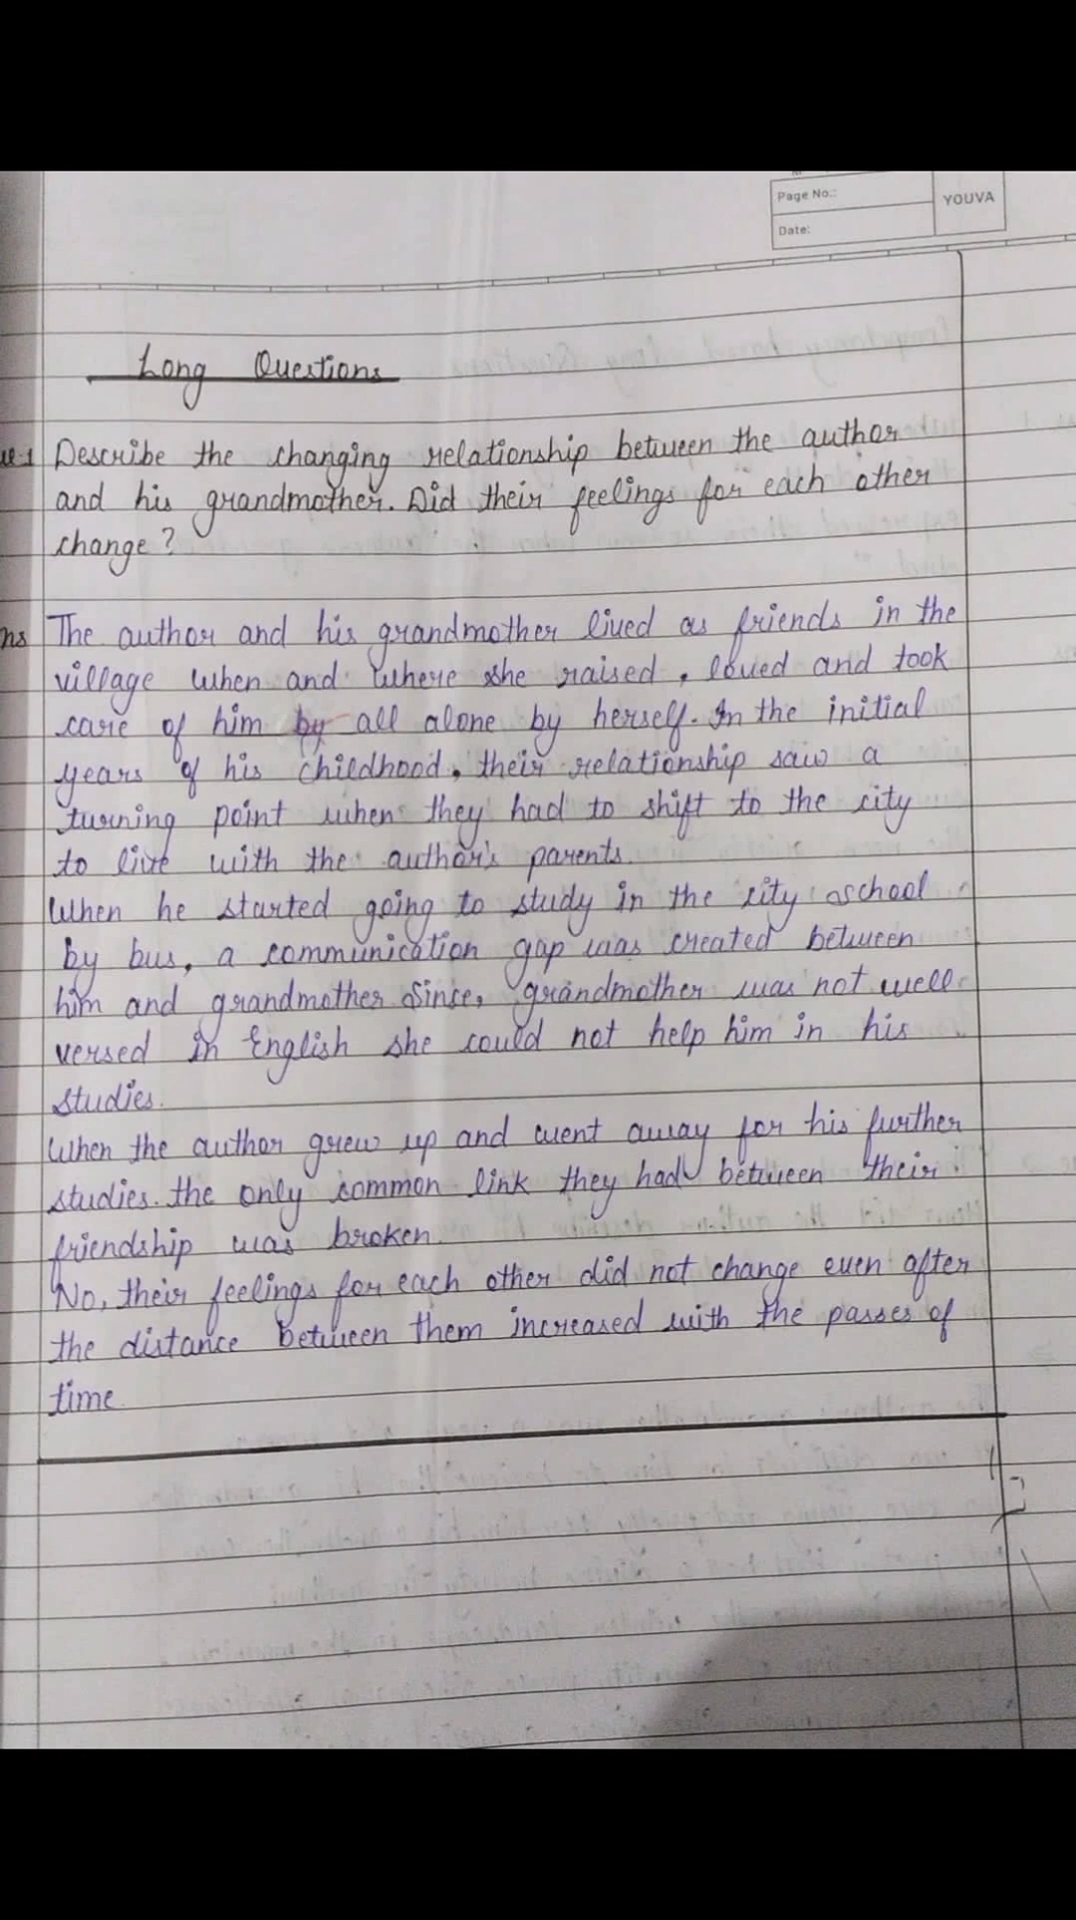 Page No.:
YOUVA
Date:
Long Questions
Describe the changing relationship between the author
and his grandmother. Did their feelings for each other
change?
The author and his grandmother lived as friends in the
village when and where she raised, loved and took
care of him by all alone by herself. In the initial
years of his childhood, their relationship saw a
turning point when they had to shift to the city
to live with the author's parents.
When he started going to study in the city school
by bus, a communication gap was created between
him and grandmother. Since, grandmother was not well
versed in English she could not help him in his
studies.
When the author grew up and went away for his further
studies. the only common link they had between their
friendship was broken.
No, their feelings for each other did not change even after
the distance between them increased with the passes of
time.